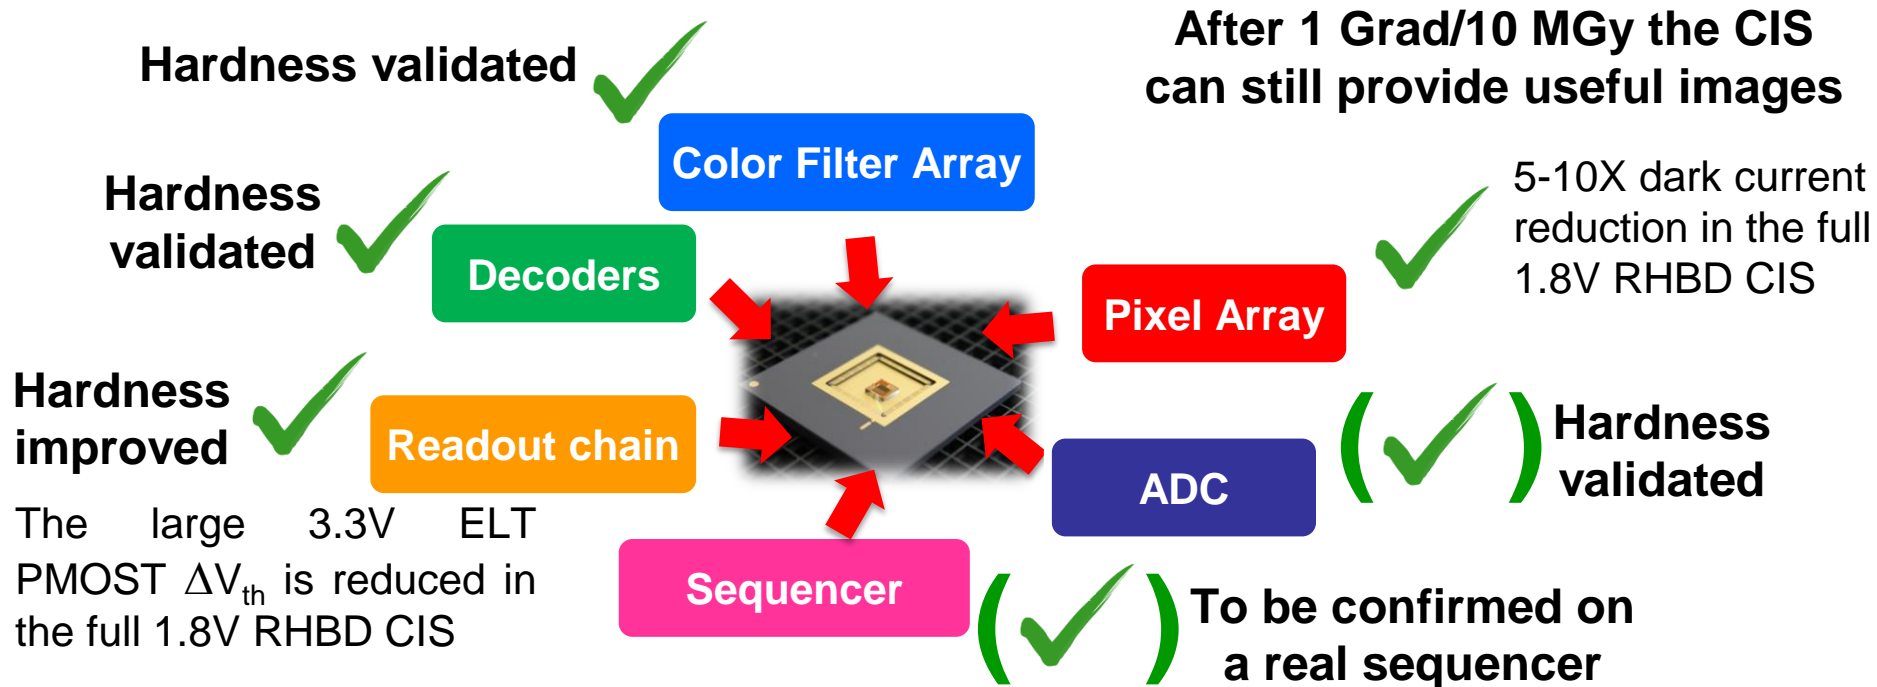 After 1 Grad/10 MGy the CIS
can still provide useful images
Hardness validated
Color Filter Array
Hardness
validated
Decoders
5-10X dark current
reduction in the full
1.8V RHBD CIS
Pixel Array
Hardness
improved
Readout chain
The large 3.3V ELT
PMOST ΔVth is reduced in
the full 1.8V RHBD CIS
ADC
( )
Hardness
validated
Sequencer
( )
To be confirmed on
a real sequencer